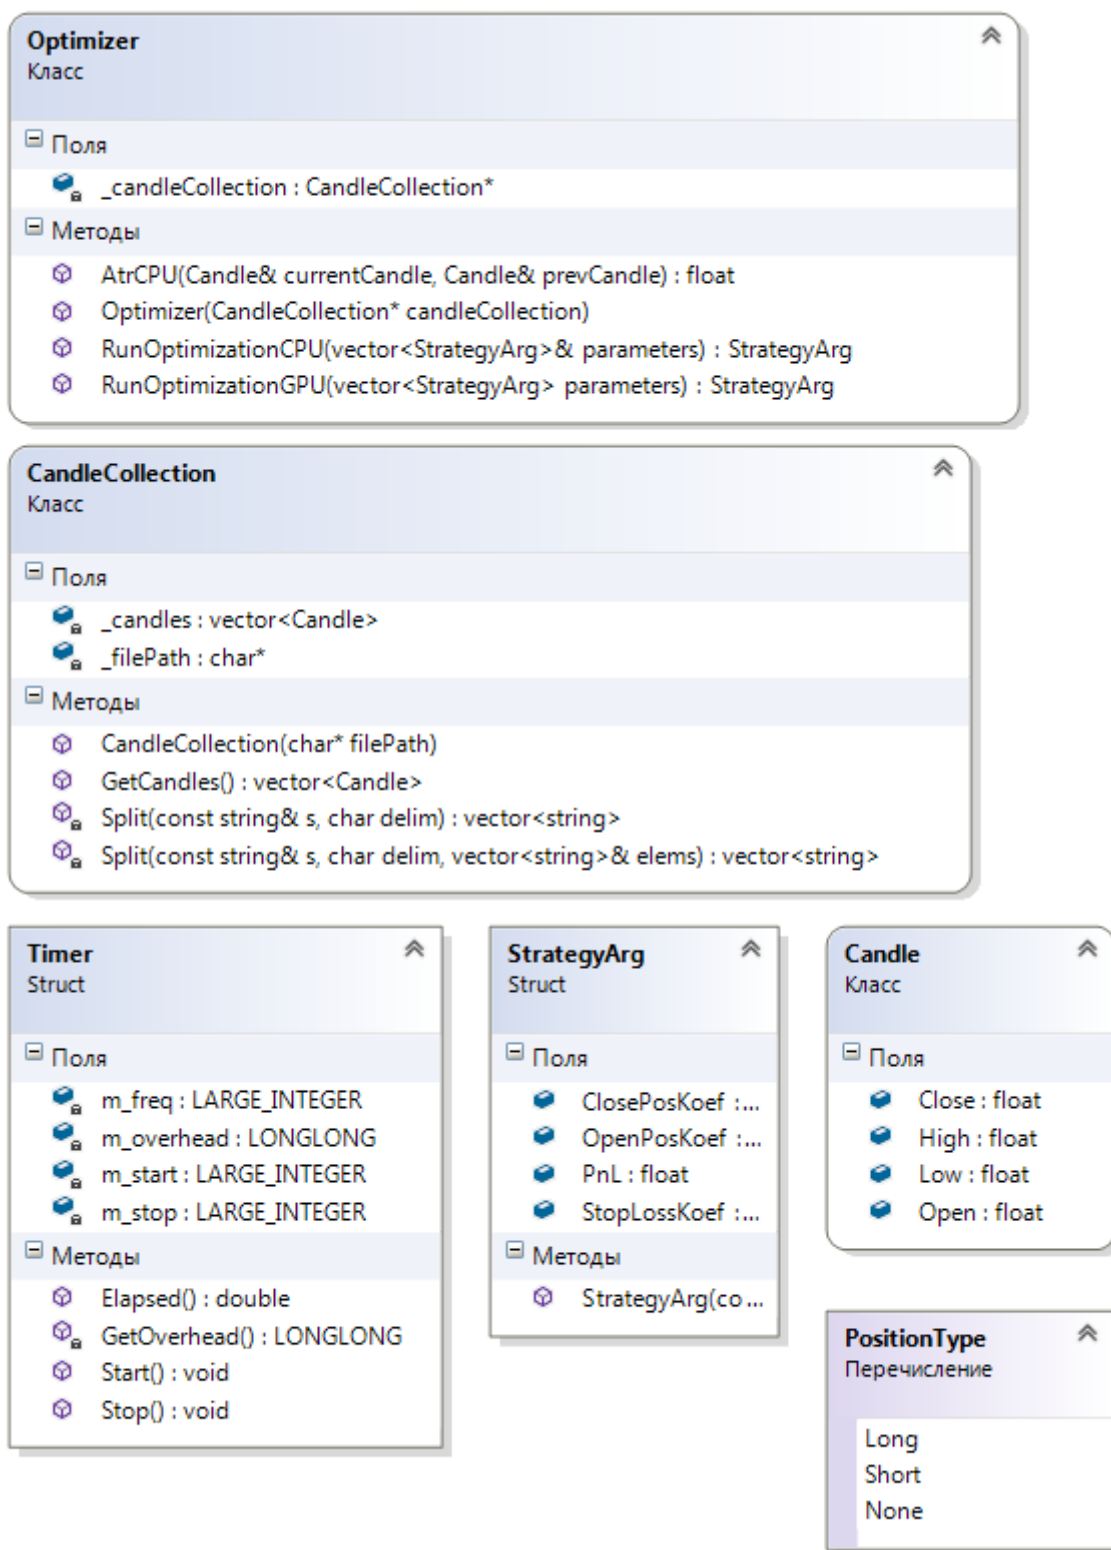 Optimizer
Класс
Поля
_candleCollection : CandleCollection*
Методы
AtrCPU(Candle& currentCandle, Candle& prevCandle) : float
Optimizer(CandleCollection* candleCollection)
RunOptimizationCPU(vector<StrategyArg>& parameters) : StrategyArg
RunOptimizationGPU(vector<StrategyArg> parameters) : StrategyArg
CandleCollection
Класс
Поля
_candles : vector<Candle>
_filePath : char*
Методы
CandleCollection(char* filePath)
GetCandles() : vector<Candle>
Split(const string& s, char delim) : vector<string>
Split(const string& s, char delim, vector<string>& elems) : vector<string>
Timer
Struct
Поля
m_freq : LARGE_INTEGER
m_overhead : LONGLONG
m_start : LARGE_INTEGER
m_stop : LARGE_INTEGER
Методы
Elapsed() : double
GetOverhead() : LONGLONG
Start() : void
Stop() : void
StrategyArg
Struct
Поля
ClosePosKoef :...
OpenPosKoef :...
PnL : float
StopLossKoef :...
Методы
StrategyArg(co...
Candle
Класс
Поля
Close : float
High : float
Low : float
Open : float
PositionType
Перечисление
Long
Short
None